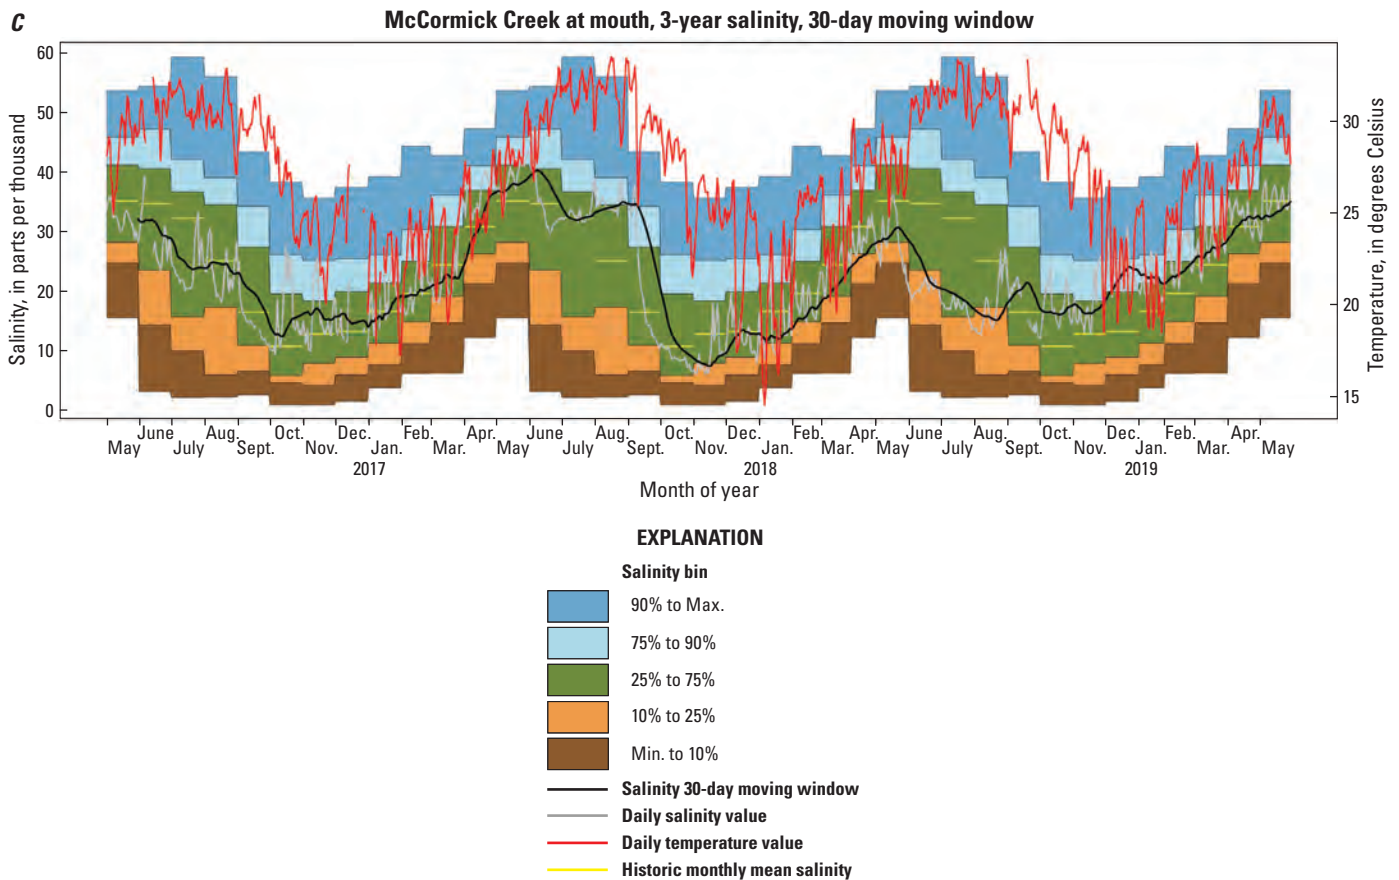 C
McCormick Creek at mouth, 3-year salinity, 30-day moving window
60
50
40
30
20
10
0
Salinity, in parts per thousand
30
25
20
15
Temperature, in degrees Celsius
June Aug. Oct. Dec. Feb. Apr. June Aug. Oct. Dec. Feb. Apr. June Aug. Oct. Dec. Feb. Apr.
May July Sept. Nov. Jan. Mar. May July Sept. Nov. Jan. Mar. May July Sept. Nov. Jan. Mar. May
2017 2018 2019
Month of year
EXPLANATION
Salinity bin
90% to Max.
75% to 90%
25% to 75%
10% to 25%
Min. to 10%
Salinity 30-day moving window
Daily salinity value
Daily temperature value
Historic monthly mean salinity